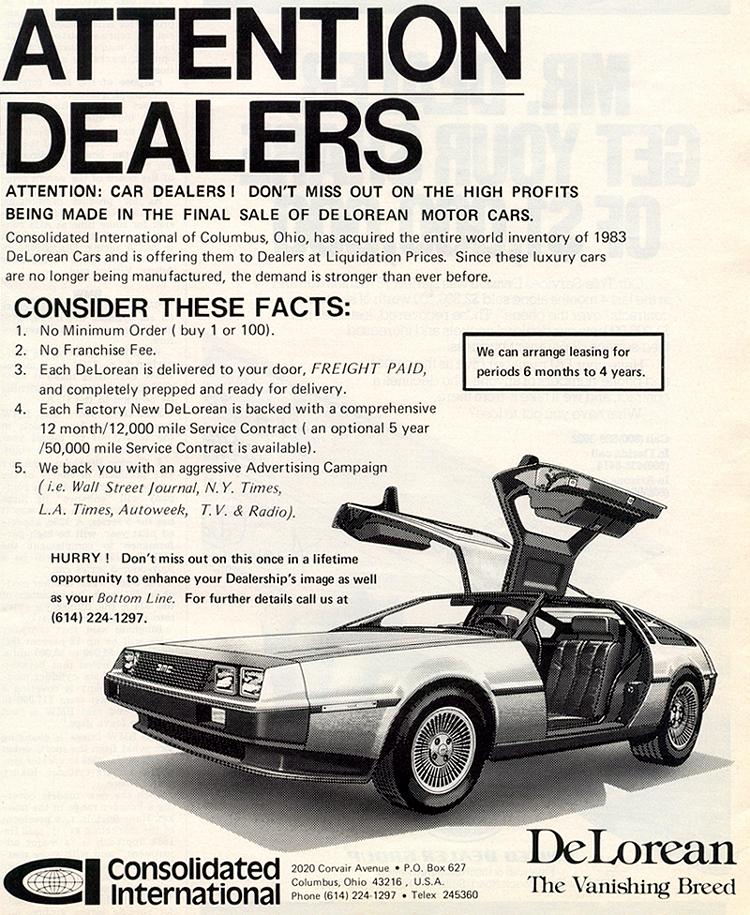 ATTENTION
DEALERS
ATTENTION: CAR DEALERS! DON'T MISS OUT ON THE HIGH PROFITS
BEING MADE IN THE FINAL SALE OF DE LOREAN MOTOR CARS.
Consolidated International of Columbus, Ohio, has acquired the entire world inventory of 1983
DeLorean Cars and is offering them to Dealers at Liquidation Prices. Since these luxury cars
are no longer being manufactured, the demand is stronger than ever before.
CONSIDER THESE FACTS:
1. No Minimum Order ( buy 1 or 100).
2. No Franchise Fee.
3. Each DeLorean is delivered to your door, FREIGHT PAID,
and completely prepped and ready for delivery.
4. Each Factory New DeLorean is backed with a comprehensive
12 month/12,000 mile Service Contract ( an optional 5 year
/50,000 mile Service Contract is available).
5. We back you with an aggressive Advertising Campaign
( i.e. Wall Street Journal, N.Y. Times,
L.A. Times, Autoweek, T.V. & Radio).
We can arrange leasing for
periods 6 months to 4 years.
HURRY ! Don't miss out on this once in a lifetime
opportunity to enhance your Dealership's image as well
as your Bottom Line. For further details call us at
(614) 224-1297.
DMC
CI Consolidated
International
2020 Corvair Avenue • P.O. Box 627
Columbus, Ohio 43216 , U.S.A.
Phone (614) 224-1297 • Telex 245360
DeLorean
The Vanishing Breed